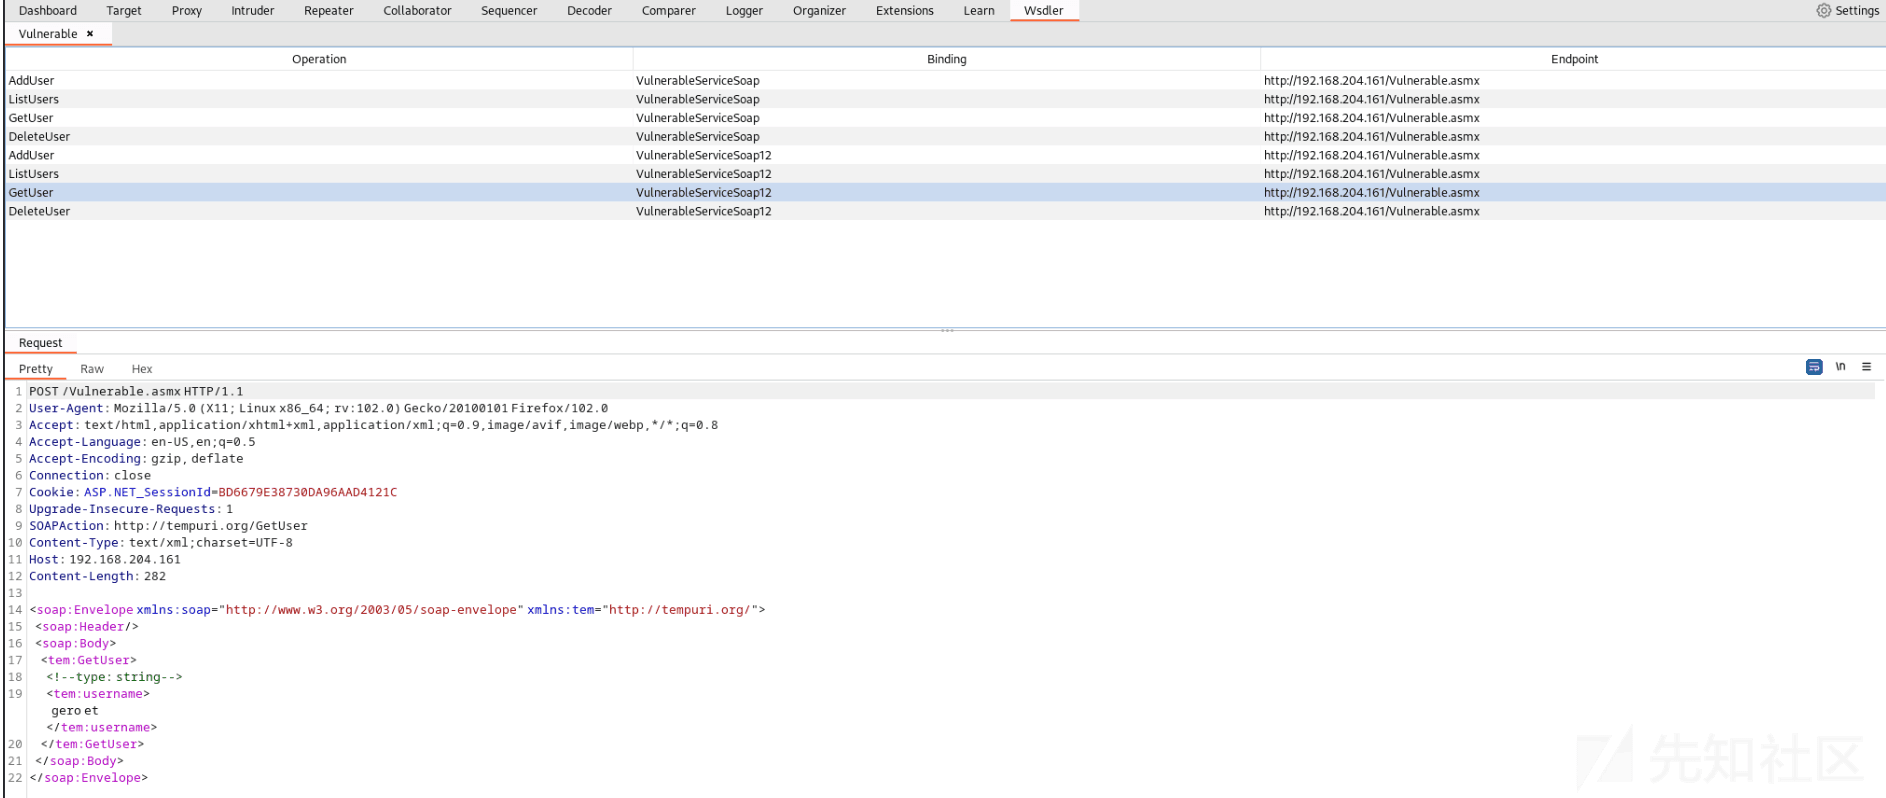 Dashboard Target Proxy Intruder Repeater Collaborator Sequencer Decoder Comparer Logger Organizer Extensions Learn Wsdler Settings
Vulnerable ×
Operation Binding Endpoint
AddUser VulnerableServiceSoap http://192.168.204.161/Vulnerable.asmx
ListUsers VulnerableServiceSoap http://192.168.204.161/Vulnerable.asmx
GetUser VulnerableServiceSoap http://192.168.204.161/Vulnerable.asmx
DeleteUser VulnerableServiceSoap http://192.168.204.161/Vulnerable.asmx
AddUser VulnerableServiceSoap12 http://192.168.204.161/Vulnerable.asmx
ListUsers VulnerableServiceSoap12 http://192.168.204.161/Vulnerable.asmx
GetUser VulnerableServiceSoap12 http://192.168.204.161/Vulnerable.asmx
DeleteUser VulnerableServiceSoap12 http://192.168.204.161/Vulnerable.asmx
Request
Pretty Raw Hex \n
1 POST /Vulnerable.asmx HTTP/1.1
2 User-Agent: Mozilla/5.0 (X11; Linux x86_64; rv:102.0) Gecko/20100101 Firefox/102.0
3 Accept: text/html,application/xhtml+xml,application/xml;q=0.9,image/avif,image/webp,*/*;q=0.8
4 Accept-Language: en-US,en;q=0.5
5 Accept-Encoding: gzip, deflate
6 Connection: close
7 Cookie: ASP.NET_SessionId=BD6679E38730DA96AAD4121C
8 Upgrade-Insecure-Requests: 1
9 SOAPAction: http://tempuri.org/GetUser
10 Content-Type: text/xml;charset=UTF-8
11 Host: 192.168.204.161
12 Content-Length: 282
13
14 <soap:Envelope xmlns:soap="http://www.w3.org/2003/05/soap-envelope" xmlns:tem="http://tempuri.org/">
15 <soap:Header/>
16 <soap:Body>
17 <tem:GetUser>
18 <!--type: string-->
19 <tem:username>
gero et
</tem:username>
20 </tem:GetUser>
21 </soap:Body>
22 </soap:Envelope>
先知社区